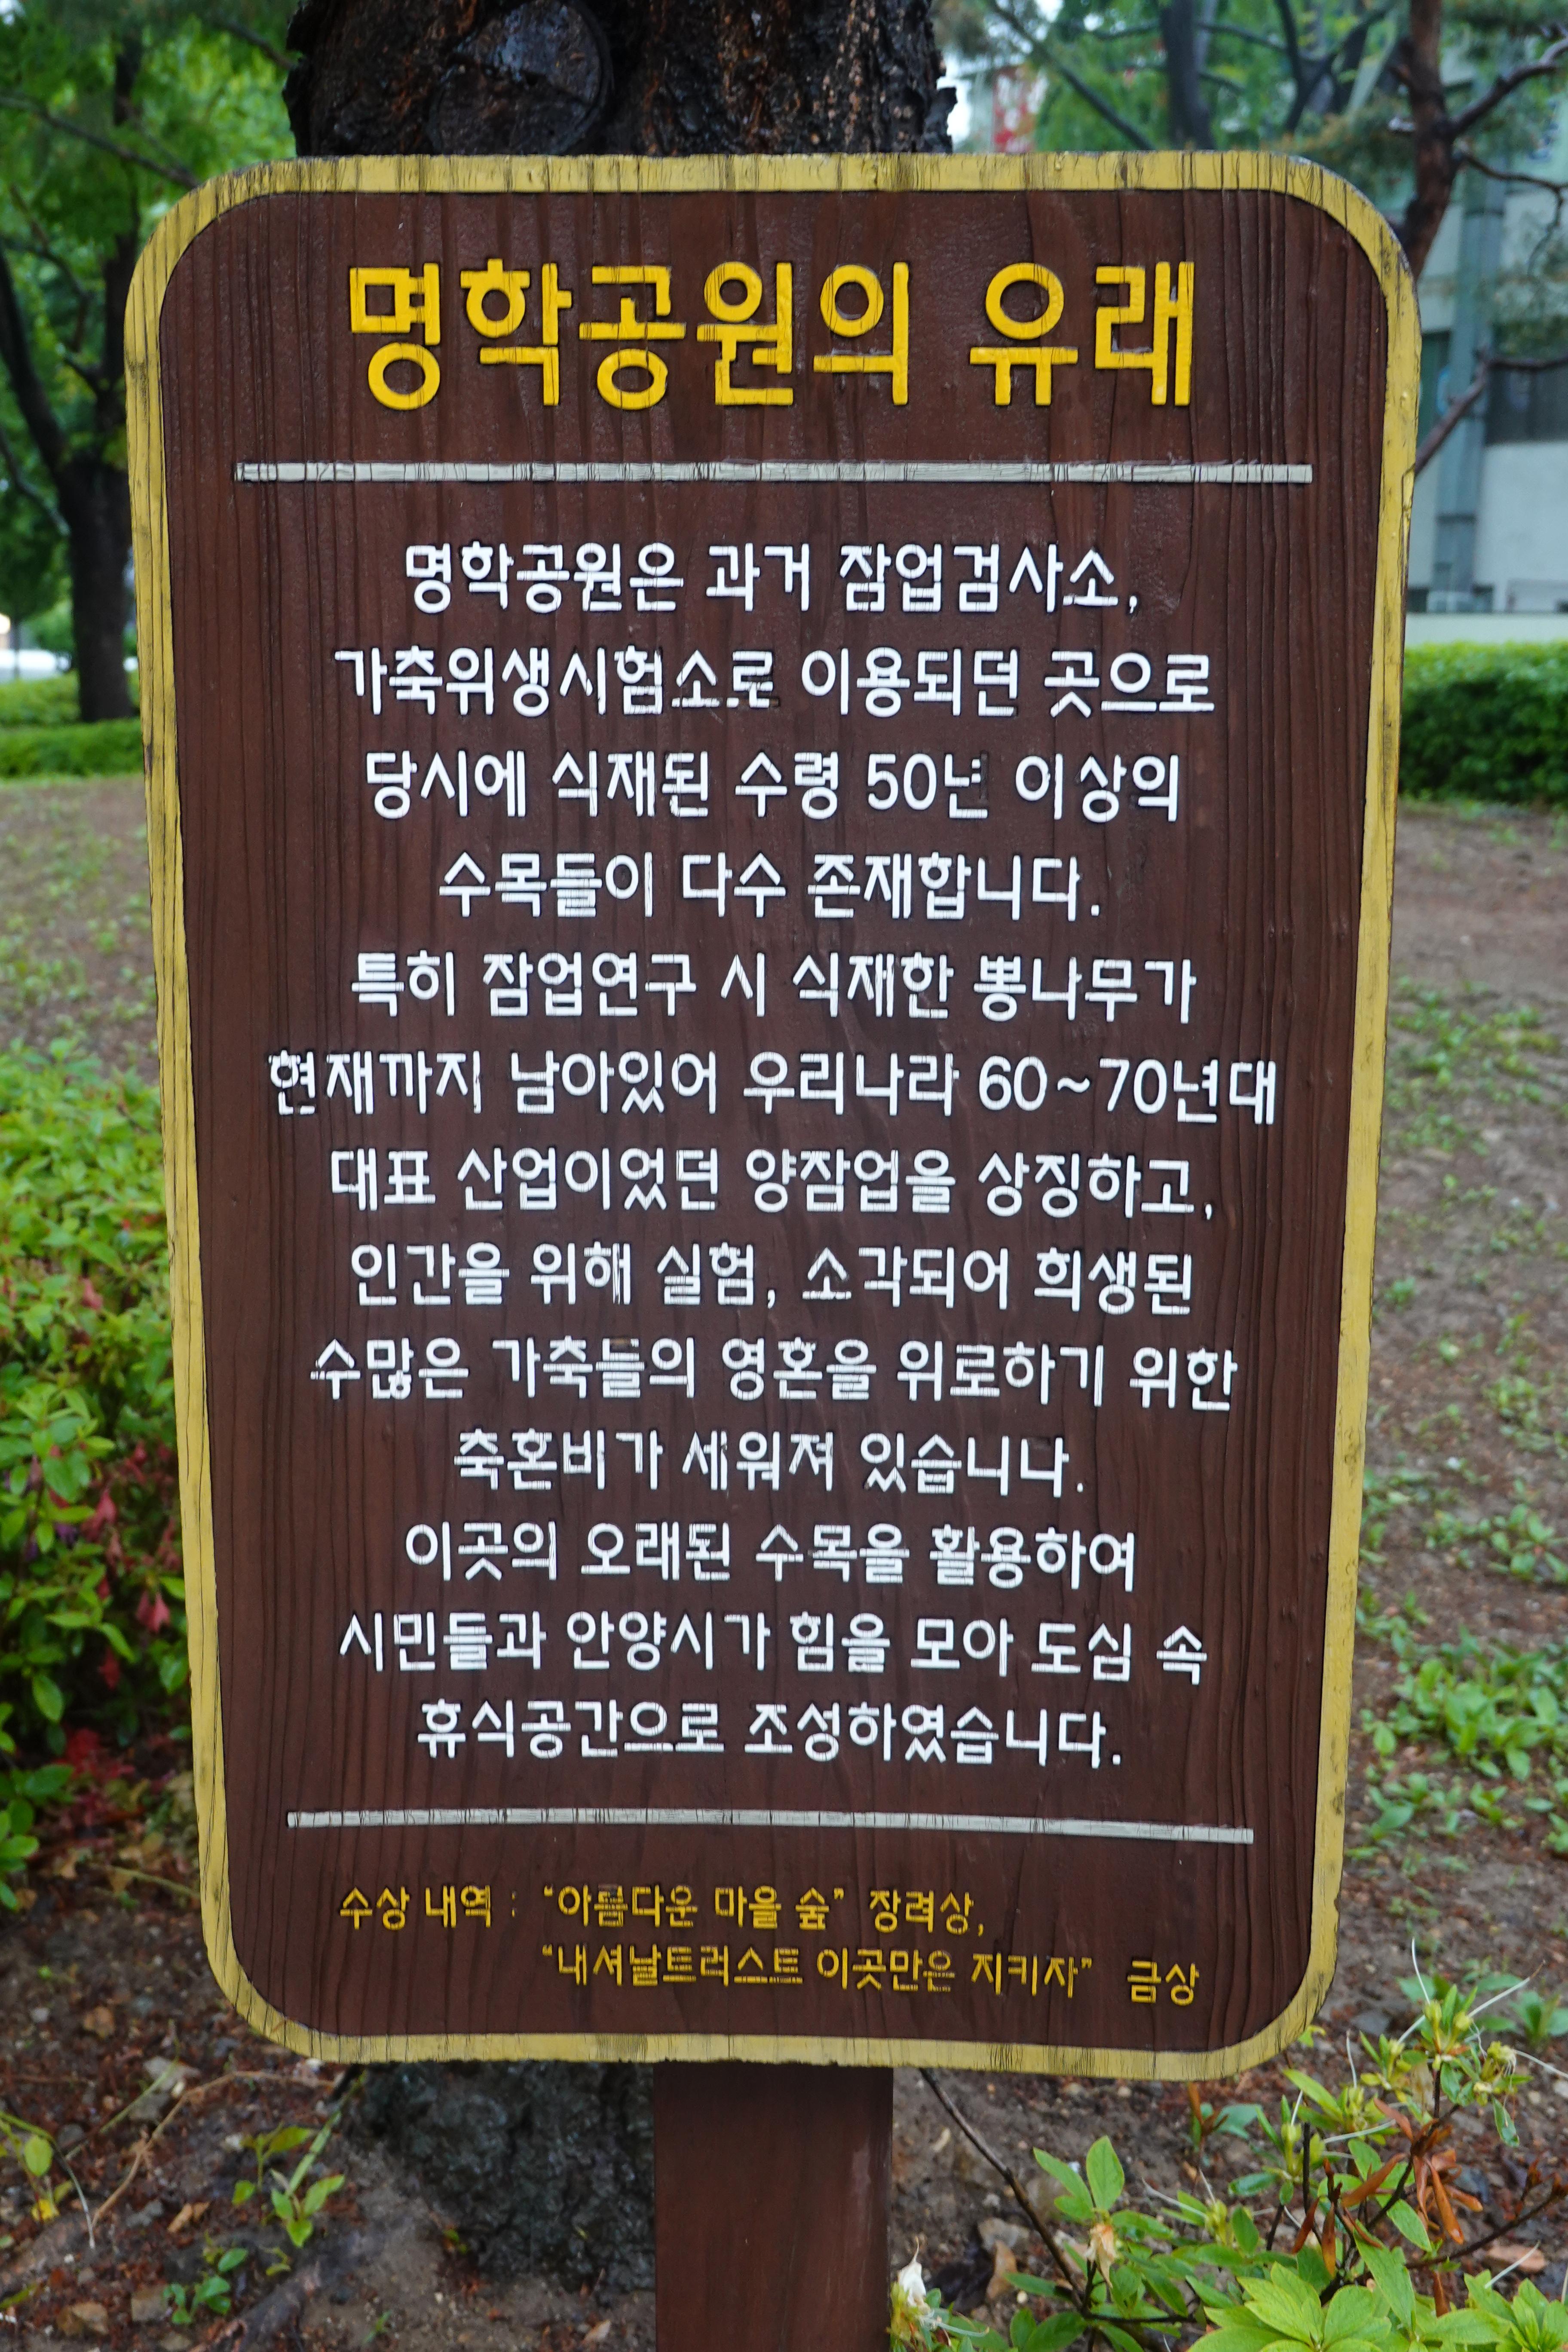 명학공원의 유래
명학공원은 과거 잠업검사소,
가축위생시험소로 이용되던 곳으로
당시에 식재된 수령 50년 이상의
수목들이 다수 존재합니다.
특히 잠업연구 시 식재한 뽕나무가
현재까지 남아있어 우리나라 60~70년대
대표 산업이었던 양잠업을 상징하고,
인간을 위해 실험, 소각되어 희생된
수많은 가축들의 영혼을 위로하기 위한
축혼비가 세워져 있습니다.
이곳의 오래된 수목을 활용하여
시민들과 안양시가 힘을 모아 도심 속
휴식공간으로 조성하였습니다.
수상 내역 : “아름다운 마을 숲” 장려상,
“내셔날트러스트 이곳만은 지키자” 금상